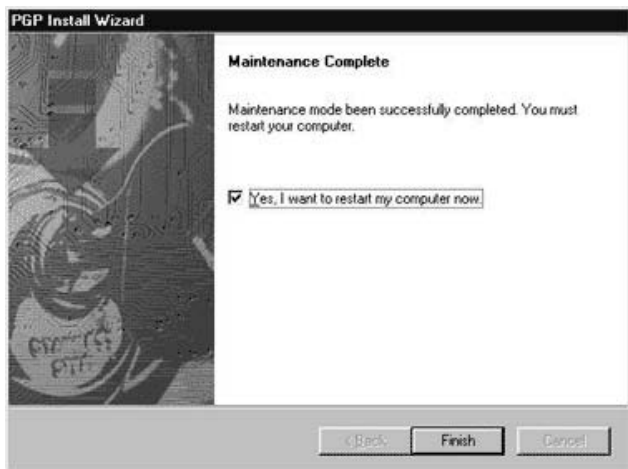 PGP Install Wizard
Maintenance Complete
Maintenance mode been successfully completed. You must
restart your computer.
Yes, I want to restart my computer now.
< Back
Finish
Cancel